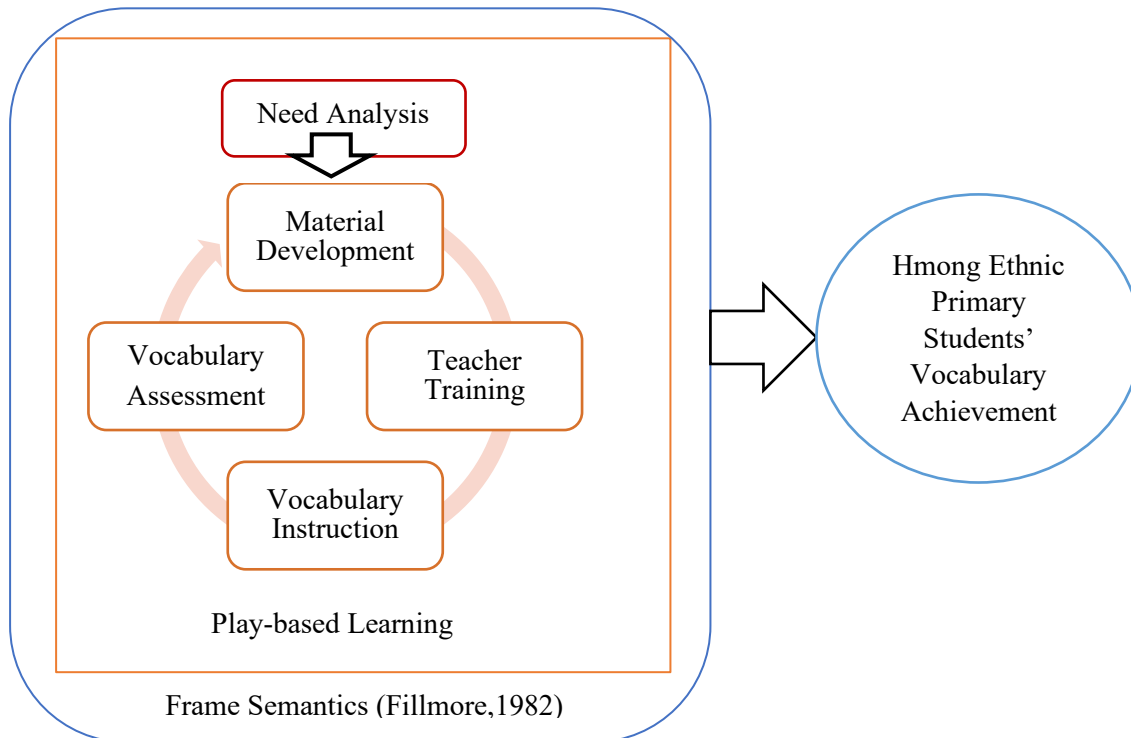 Need Analysis
Material
Development
Vocabulary
Assessment
Teacher
Training
Vocabulary
Instruction
Play-based Learning
Frame Semantics (Fillmore,1982)
Hmong Ethnic
Primary
Students’
Vocabulary
Achievement